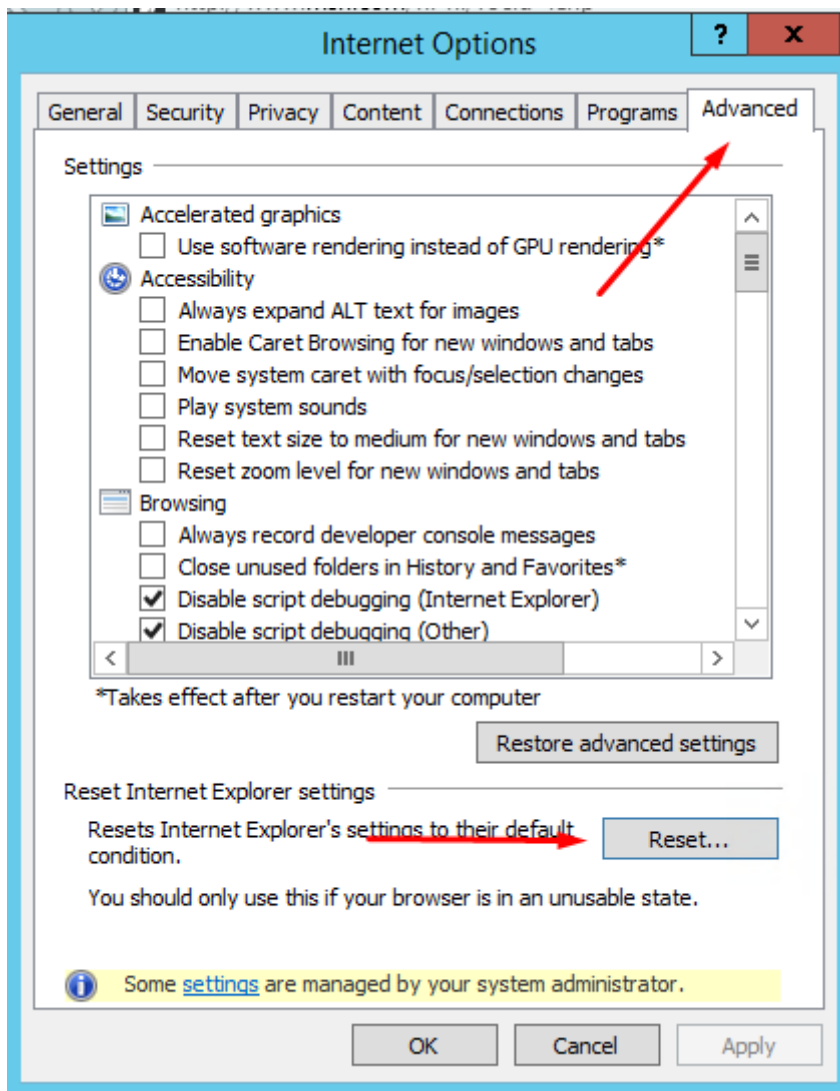 Internet Options
?
x
General Security Privacy Content Connections Programs Advanced
Settings
Accelerated graphics
Use software rendering instead of GPU rendering*
Accessibility
Always expand ALT text for images
Enable Caret Browsing for new windows and tabs
Move system caret with focus/selection changes
Play system sounds
Reset text size to medium for new windows and tabs
Reset zoom level for new windows and tabs
Browsing
Always record developer console messages
Close unused folders in History and Favorites*
Disable script debugging (Internet Explorer)
Disable script debugging (Other)
*Takes effect after you restart your computer
Restore advanced settings
Reset Internet Explorer settings
Resets Internet Explorer's settings to their default
condition.
Reset...
You should only use this if your browser is in an unusable state.
Some settings are managed by your system administrator.
OK Cancel Apply